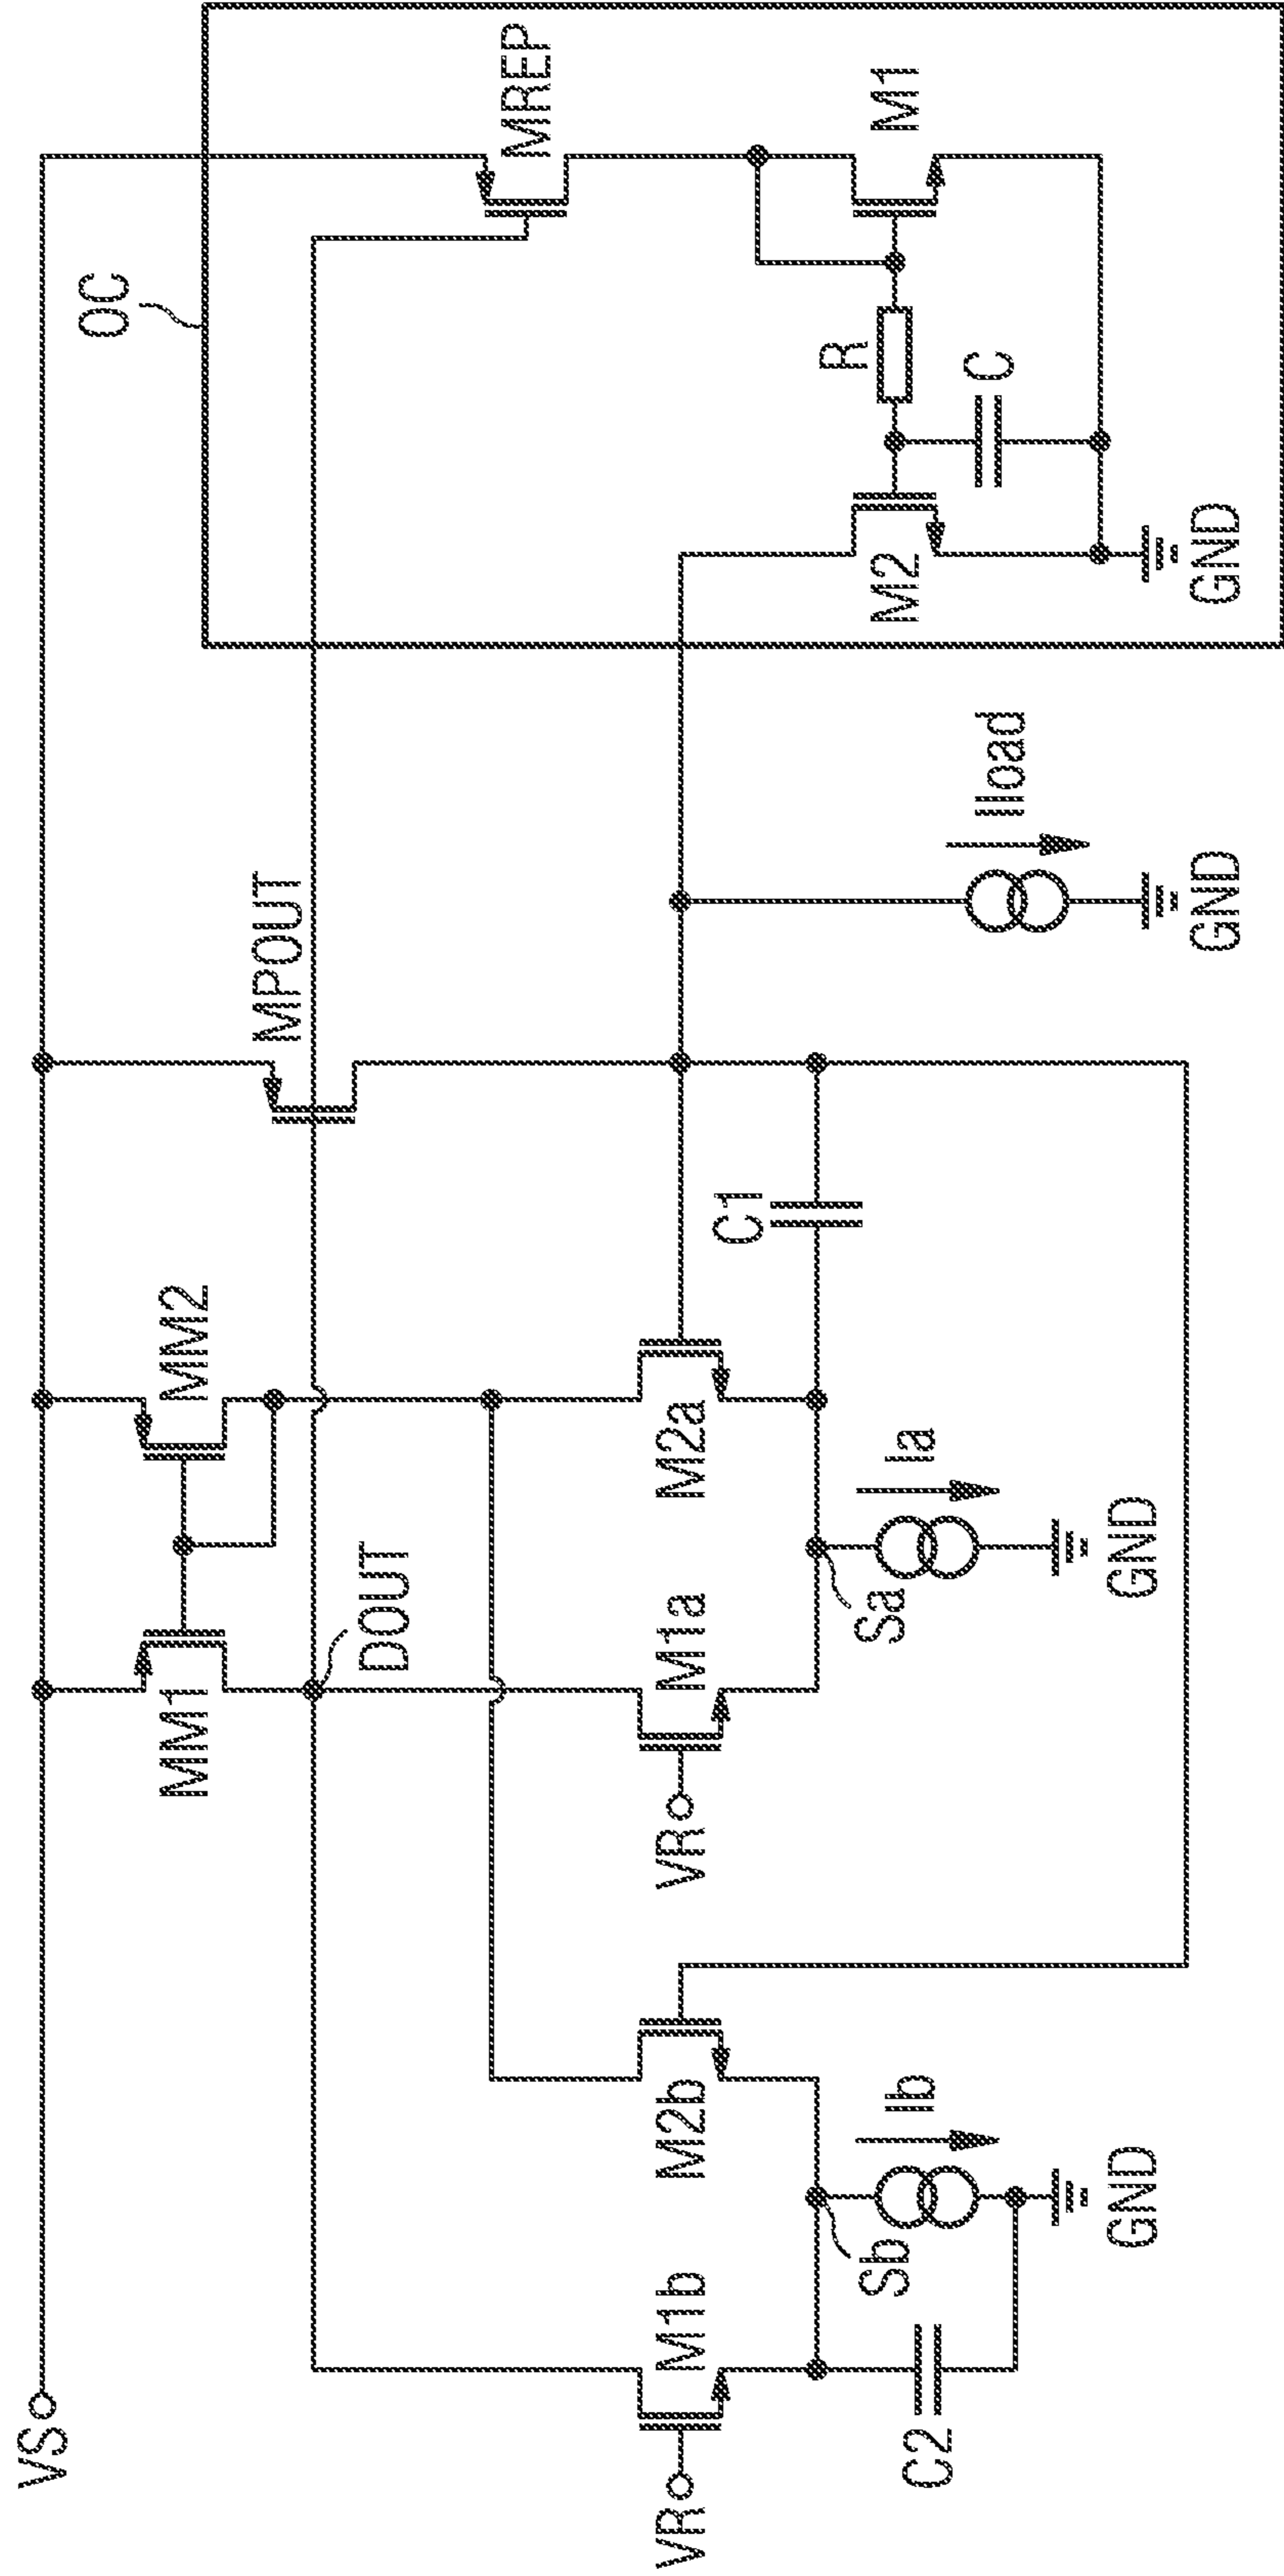 VS
MM1
MM2
MPOUT
OC
MREP
DOUT
VR
M1b
M2b
VR
M1a
M2a
C1
M2
R
M1
C
C2
Sb
Ib
Sa
Ia
Iload
GND
GND
GND
GND